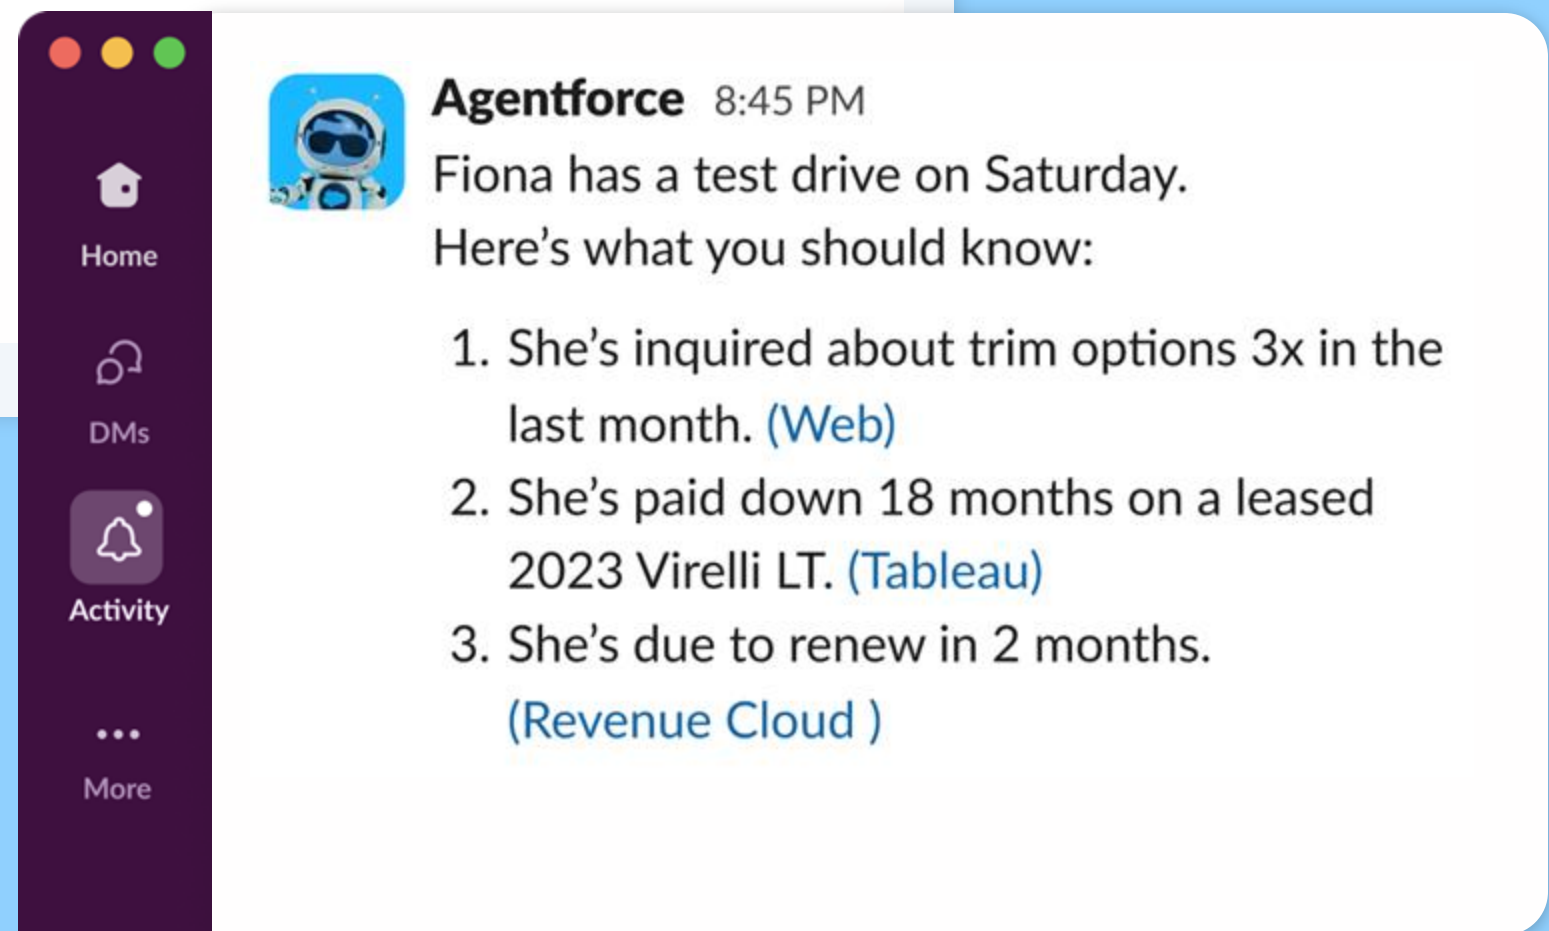 Home
DMs
Activity
More
Agentforce 8:45 PM
Fiona has a test drive on Saturday.
Here’s what you should know:
1. She’s inquired about trim options 3x in the
last month. (Web)
2. She’s paid down 18 months on a leased
2023 Virelli LT. (Tableau)
3. She’s due to renew in 2 months.
(Revenue Cloud )